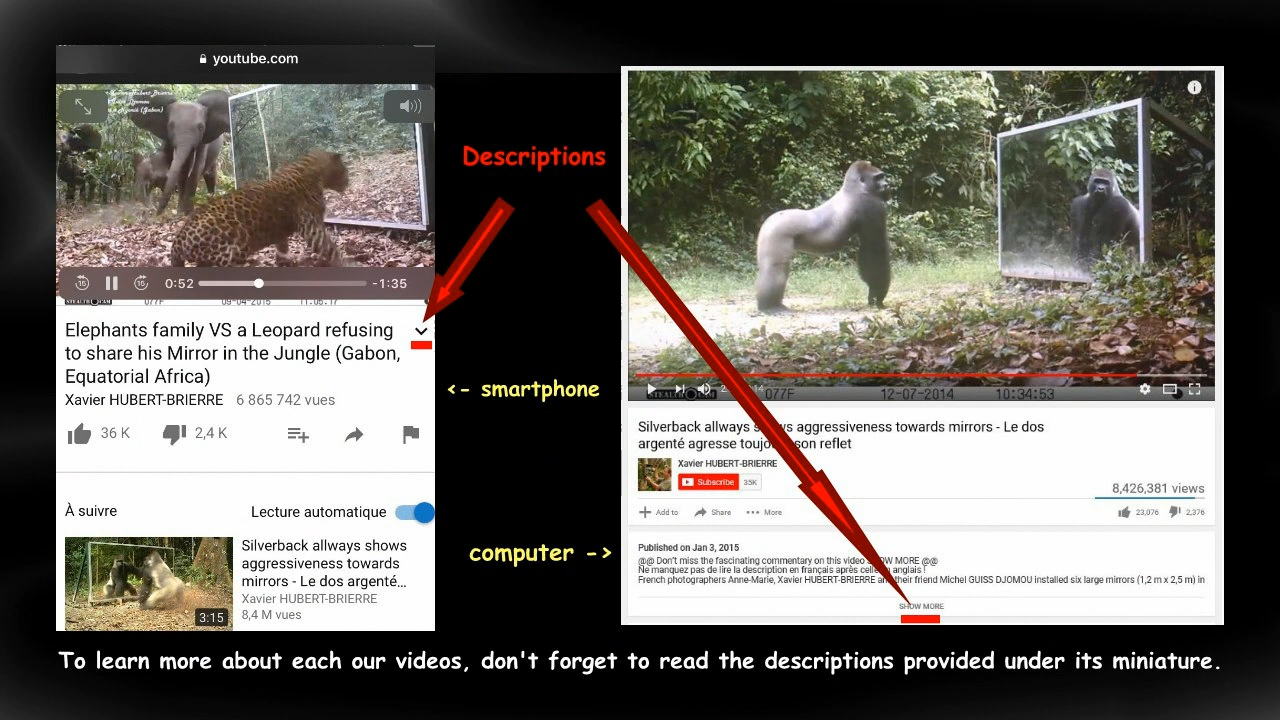 youtube.com
Descriptions
0:52
-1:35
077F 09-04-2015 11:05:17
Elephants family VS a Leopard refusing
to share his Mirror in the Jungle (Gabon,
Equatorial Africa)
Xavier HUBERT-BRIERRE 6 865 742 vues
36 K 2,4 K
À suivre Lecture automatique
Silverback allways shows
aggressiveness towards
mirrors - Le dos argenté...
Xavier HUBERT-BRIERRE
8,4 M vues
3:15
<- smartphone
computer ->
077F 12-07-2014 10:34:53
Silverback allways shows aggressiveness towards mirrors - Le dos
argenté agresse toujours son reflet
Xavier HUBERT-BRIERRE
Subscribe 35K
8,426,381 views
Add to Share More 23,076 2,376
Published on Jan 3, 2015
@@ Don't miss the fascinating commentary on this video SHOW MORE @@
Ne manquez pas de lire la description en français après celle en anglais !
French photographers Anne-Marie, Xavier HUBERT-BRIERRE and their friend Michel GUISS DJOMOU installed six large mirrors (1,2 m x 2,5 m) in
SHOW MORE
To learn more about each our videos, don't forget to read the descriptions provided under its miniature.